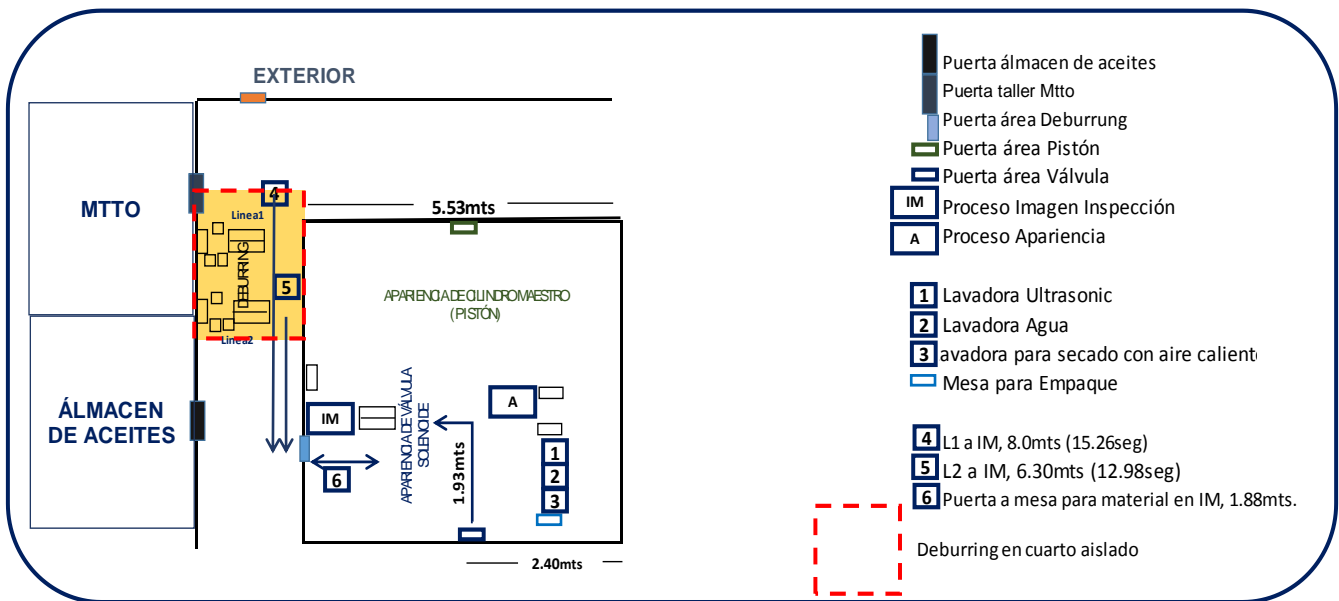 EXTERIOR
MTTO
ÁLMACEN
DE ACEITES
4
Linea1
DEBURRING
5
Linea2
5.53mts
APARIENCIA DE CILINDRO MAESTRO
(PISTÓN)
IM
APARIENCIA DE VÁLVULA
SOLENOIDE
A
1
2
3
6
1.93mts
2.40mts
Puerta álmacen de aceites
Puerta taller Mtto
Puerta área Deburrung
Puerta área Pistón
Puerta área Válvula
IM Proceso Imagen Inspección
A Proceso Apariencia
1 Lavadora Ultrasonic
2 Lavadora Agua
3 avadora para secado con aire caliente
Mesa para Empaque
4 L1 a IM, 8.0mts (15.26seg)
5 L2 a IM, 6.30mts (12.98seg)
6 Puerta a mesa para material en IM, 1.88mts.
Deburring en cuarto aislado